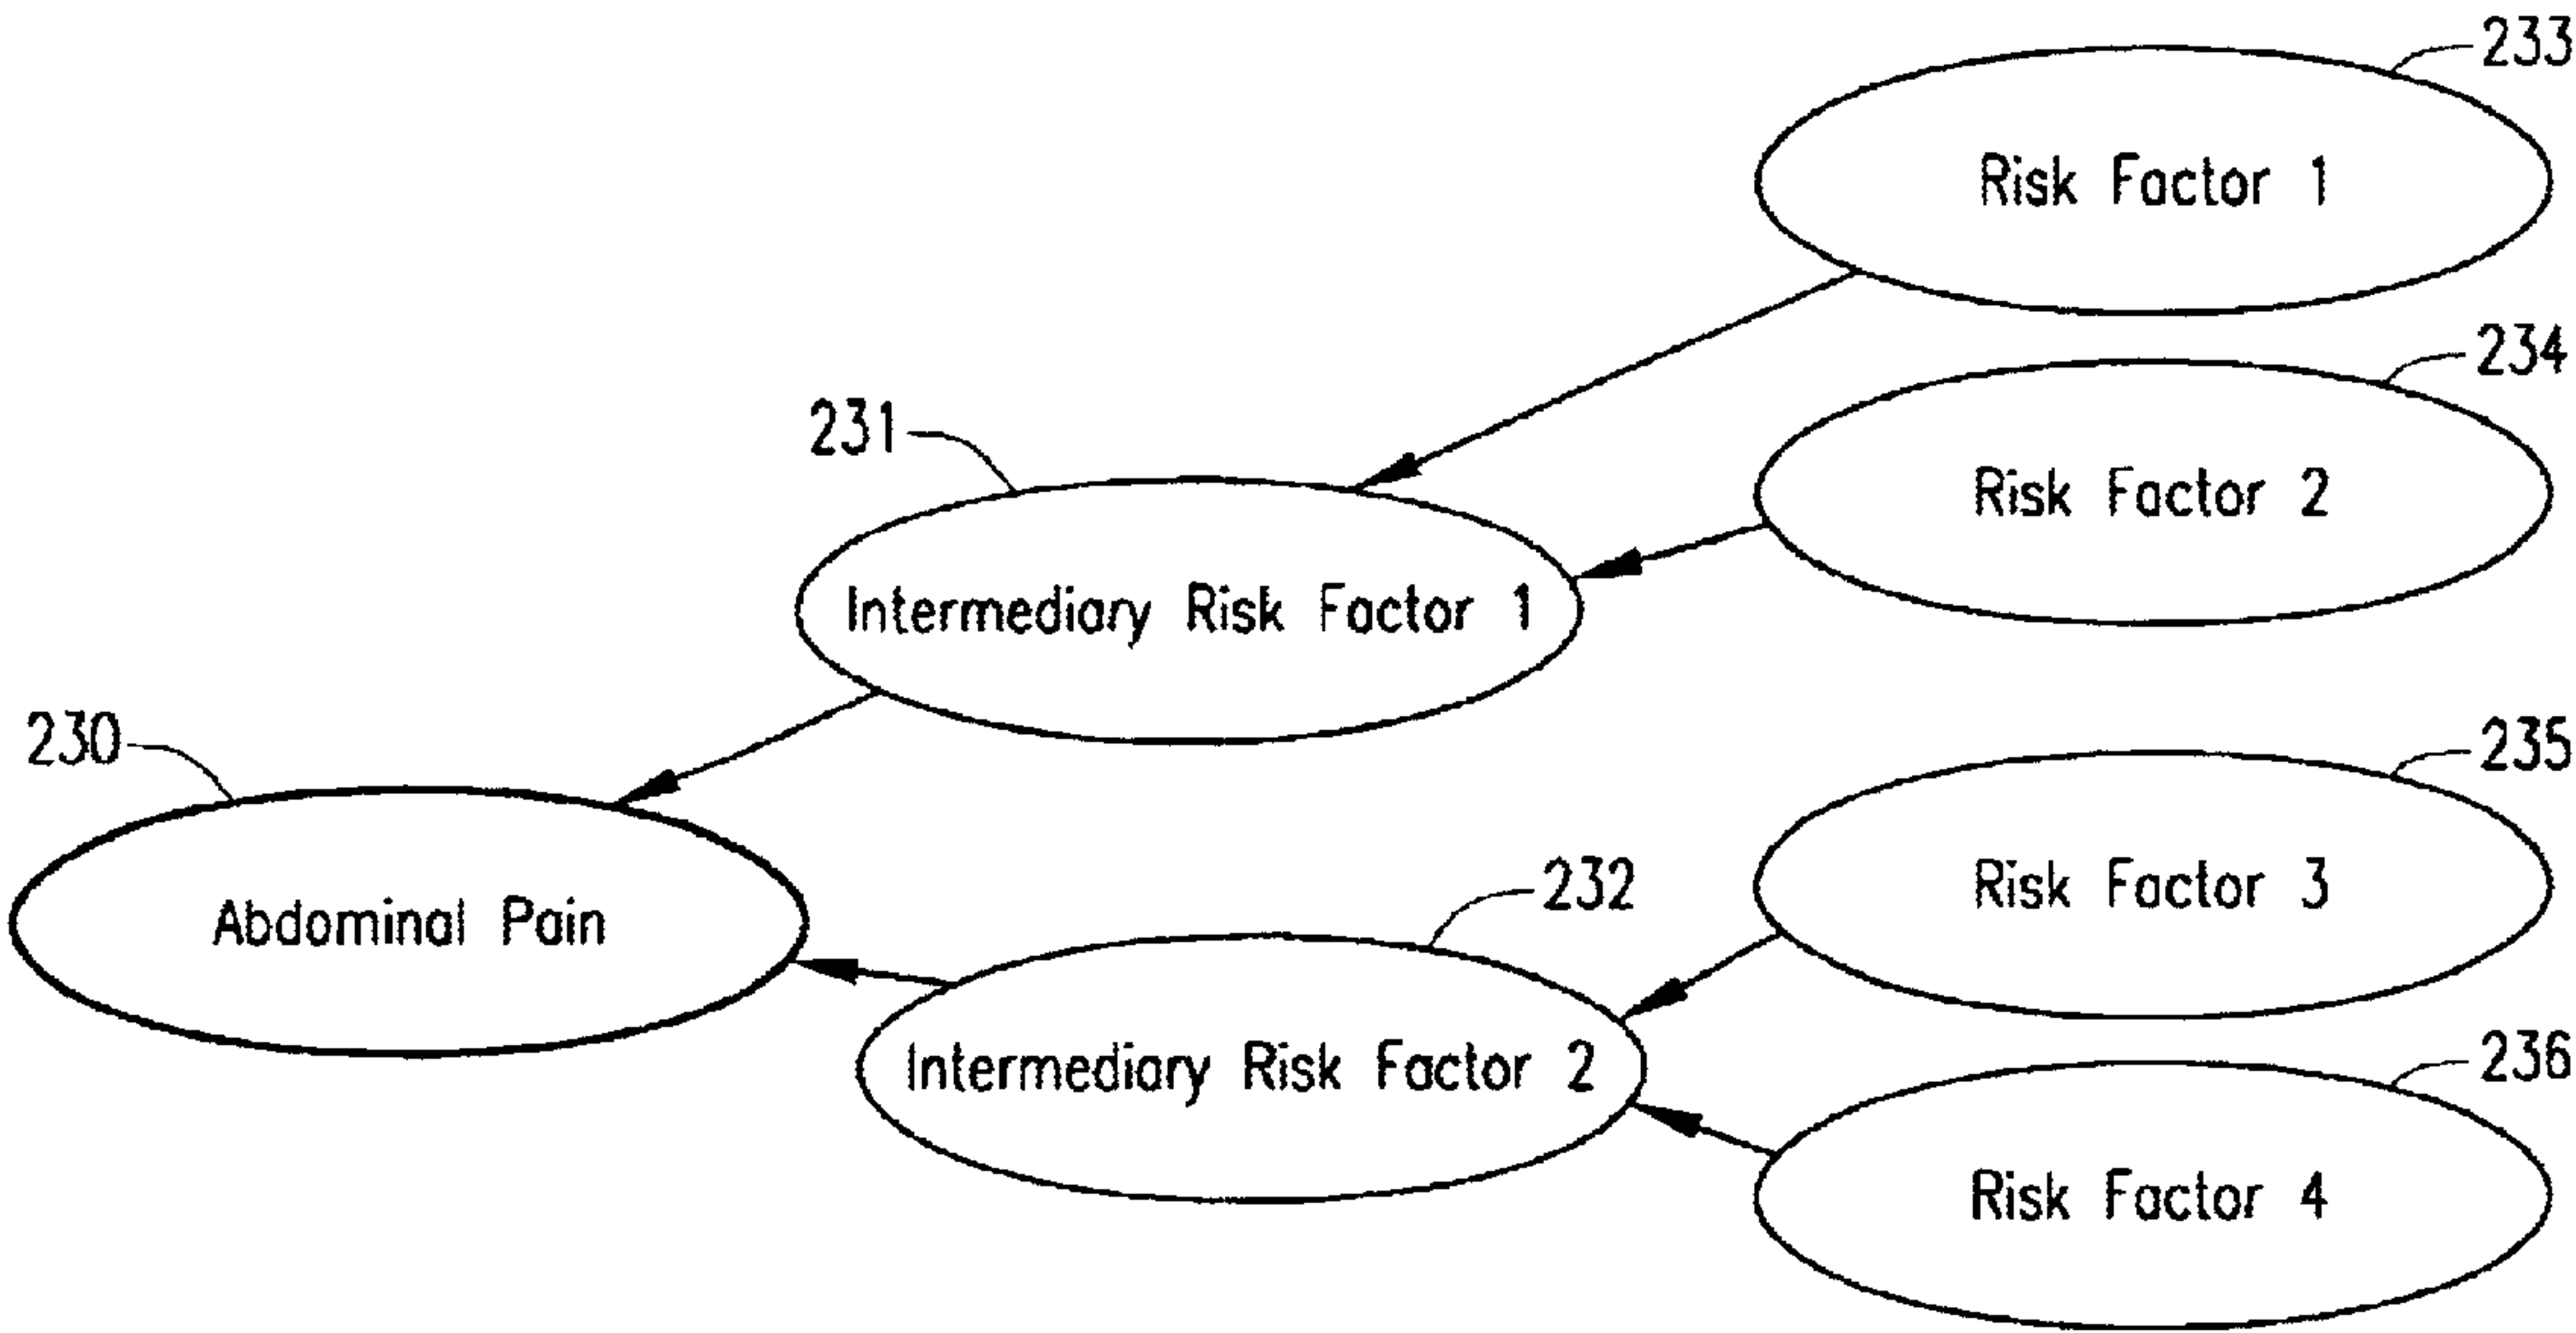 233
Risk Factor 1
234
Risk Factor 2
231
Intermediary Risk Factor 1
230
Abdominal Pain
235
Risk Factor 3
232
Intermediary Risk Factor 2
236
Risk Factor 4